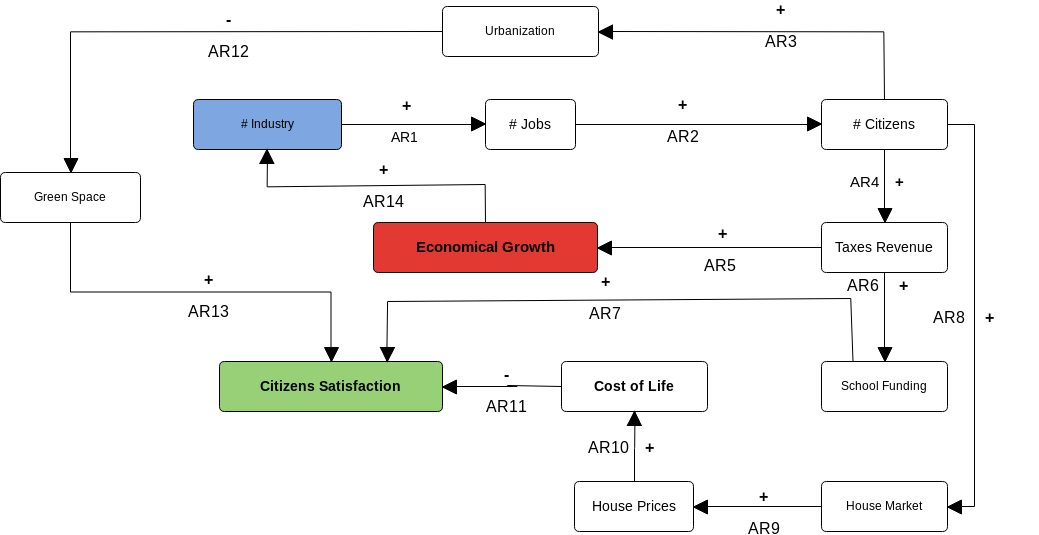 -
+
Urbanization
AR12
AR3
# Industry
+
AR1
# Jobs
+
AR2
# Citizens
Green Space
+
AR14
AR4 +
Economical Growth
+
AR5
Taxes Revenue
+
AR13
+
AR7
AR6 +
AR8 +
Citizens Satisfaction
-
AR11
Cost of Life
School Funding
AR10 +
House Prices
+
AR9
House Market